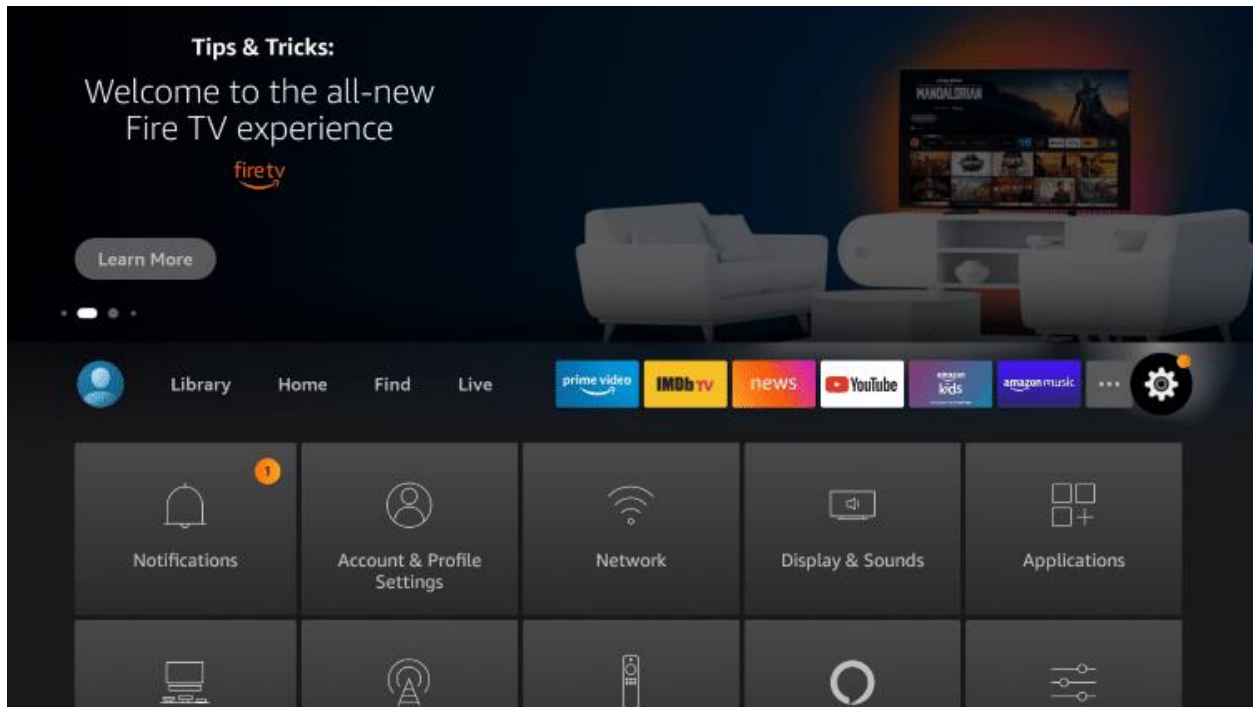 Tips & Tricks:
Welcome to the all-new
Fire TV experience
fire tv
MANDALORIAN
Learn More
Library Home Find Live prime video IMDb TV news YouTube amazon kids amazon music ...
1
Notifications
Account & Profile
Settings
Network
Display & Sounds
Applications